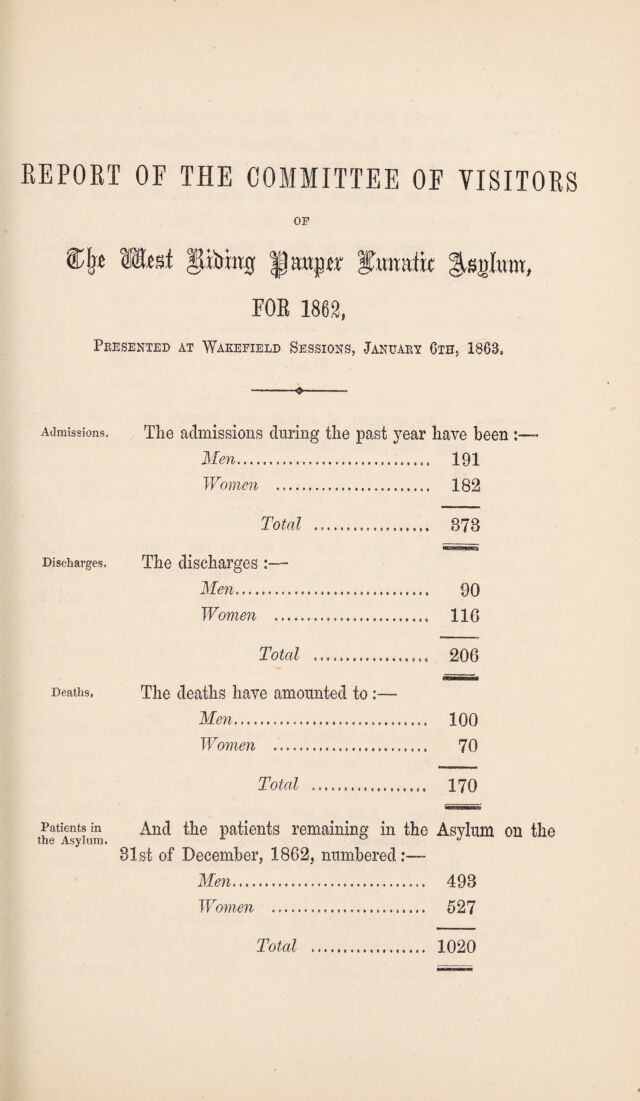 REPORT OF THE COMMITTEE OF VISITORS
OF
The West Riding Pauper Lunatic Asylum,
FOR 1862,
PRESENTED AT WAKEFIELD SESSIONS, JANUARY 6TH, 1863.
Admissions. The admissions during the past year have been :—
Men.............................. 191
Women ........................ 182
Total .................. 373
Discharges. The discharges :—
Men.............................. 90
Women ........................ 116
Total .................. 206
Deaths, The deaths have amounted to :—
Men.............................. 100
Women ........................ 70
Total .................. 170
Patients in the Asylum. And the patients remaining in the Asylum on the
31st of December, 1862, numbered :—
Men.............................. 493
Women ........................ 527
Total .................. 1020